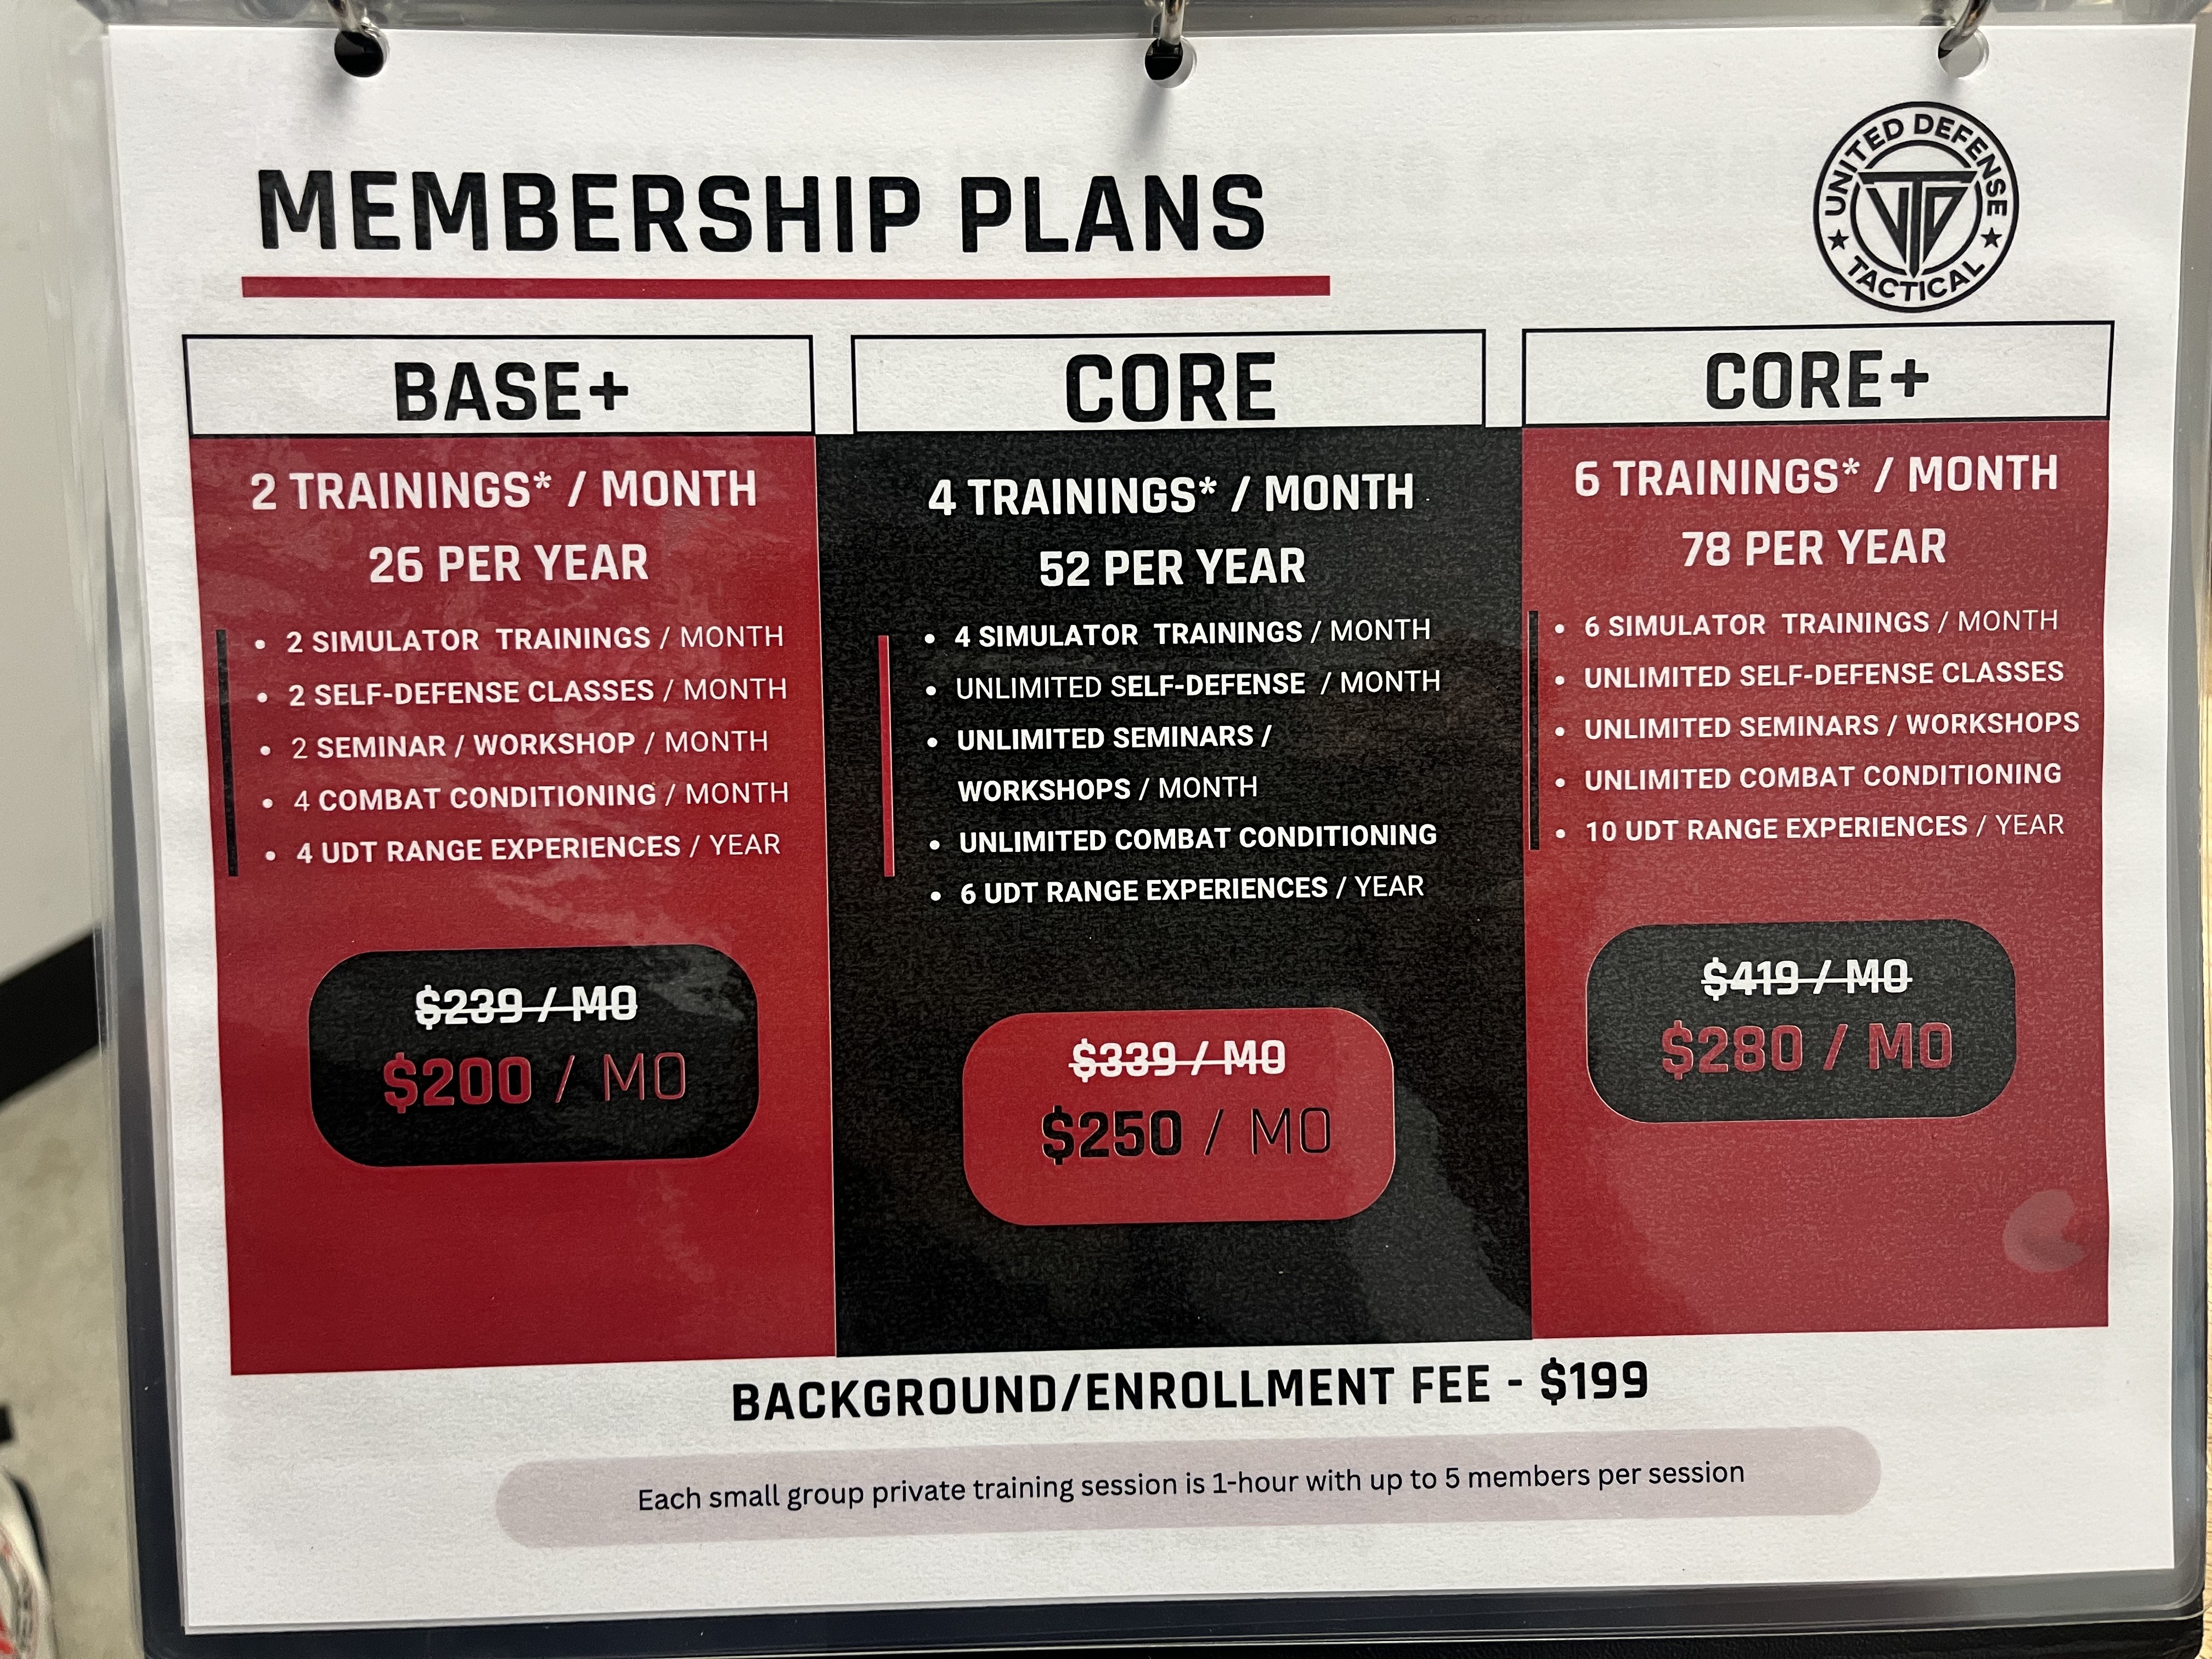 MEMBERSHIP PLANS
UNITED DEFENSE
UTD
TACTICAL
BASE+
2 TRAININGS* / MONTH
26 PER YEAR
• 2 SIMULATOR TRAININGS / MONTH
• 2 SELF-DEFENSE CLASSES / MONTH
• 2 SEMINAR / WORKSHOP / MONTH
• 4 COMBAT CONDITIONING / MONTH
• 4 UDT RANGE EXPERIENCES / YEAR
$239 / MO
$200 / MO
CORE
4 TRAININGS* / MONTH
52 PER YEAR
• 4 SIMULATOR TRAININGS / MONTH
• UNLIMITED SELF-DEFENSE / MONTH
• UNLIMITED SEMINARS /
WORKSHOPS / MONTH
• UNLIMITED COMBAT CONDITIONING
• 6 UDT RANGE EXPERIENCES / YEAR
$339 / MO
$250 / MO
CORE+
6 TRAININGS* / MONTH
78 PER YEAR
• 6 SIMULATOR TRAININGS / MONTH
• UNLIMITED SELF-DEFENSE CLASSES
• UNLIMITED SEMINARS / WORKSHOPS
• UNLIMITED COMBAT CONDITIONING
• 10 UDT RANGE EXPERIENCES / YEAR
$419 / MO
$280 / MO
BACKGROUND/ENROLLMENT FEE - $199
Each small group private training session is 1-hour with up to 5 members per session